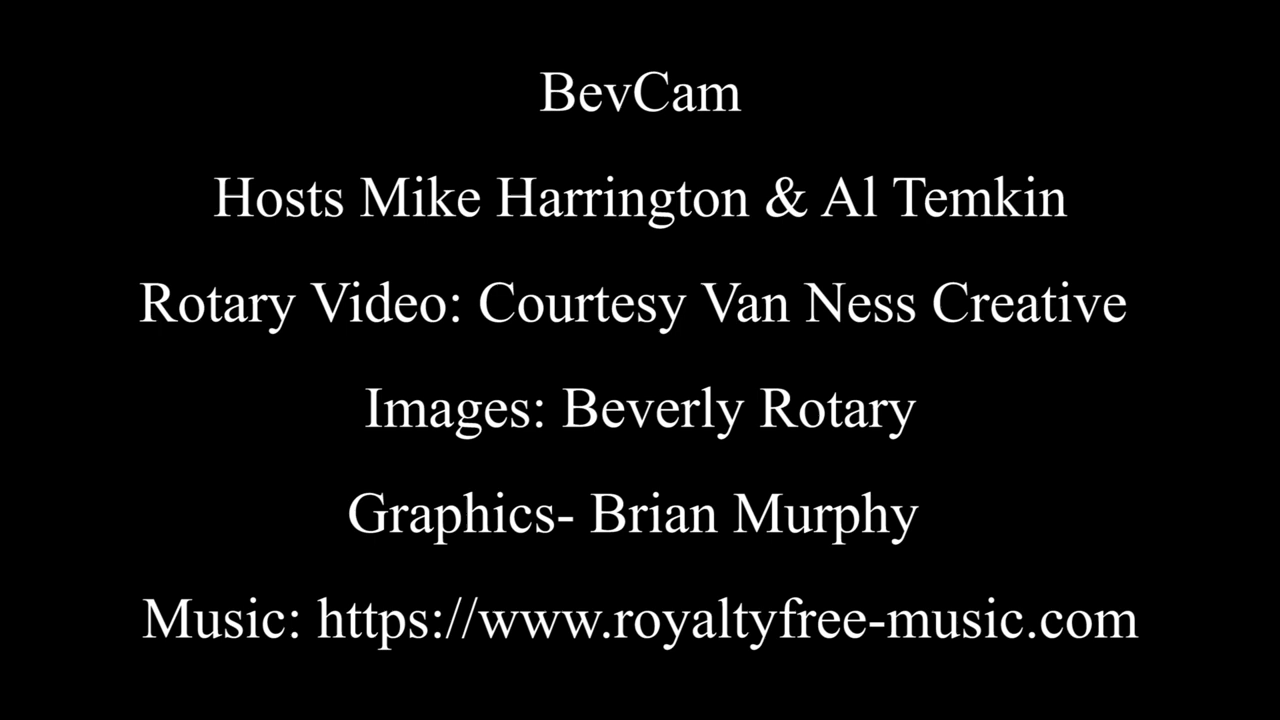 BevCam
Hosts Mike Harrington & Al Temkin
Rotary Video: Courtesy Van Ness Creative
Images: Beverly Rotary
Graphics- Brian Murphy
Music: https://www.royaltyfree-music.com